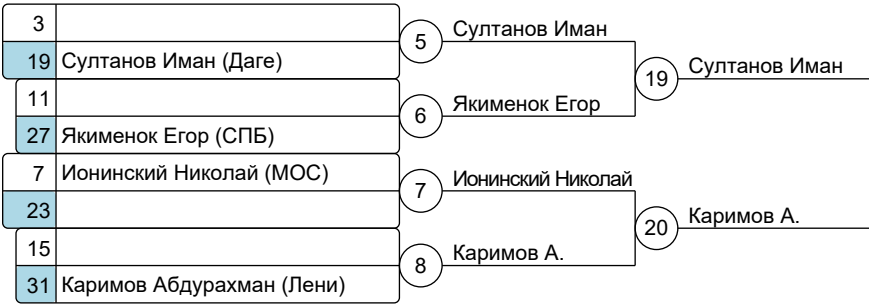 3
19 Султанов Иман (Даге)
5 Султанов Иман
11
27 Якименок Егор (СПБ)
6 Якименок Егор
19 Султанов Иман
7 Ионинский Николай (МОС)
23
7 Ионинский Николай
15
31 Каримов Абдурахман (Лени)
8 Каримов А.
20 Каримов А.